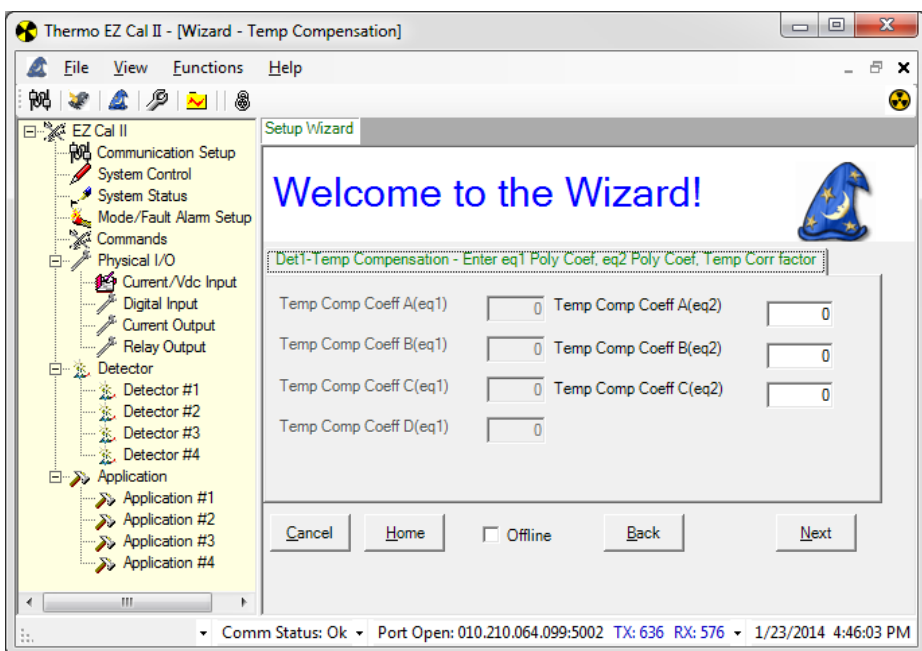 Thermo EZ Cal II - [Wizard - Temp Compensation]
File View Functions Help
EZ Cal II
Communication Setup
System Control
System Status
Mode/Fault Alarm Setup
Commands
Physical I/O
Current/Vdc Input
Digital Input
Current Output
Relay Output
Detector
Detector #1
Detector #2
Detector #3
Detector #4
Application
Application #1
Application #2
Application #3
Application #4
Setup Wizard
Welcome to the Wizard!
Det1-Temp Compensation - Enter eq1 Poly Coef, eq2 Poly Coef, Temp Corr factor
Temp Comp Coeff A(eq1) 0 Temp Comp Coeff A(eq2) 0
Temp Comp Coeff B(eq1) 0 Temp Comp Coeff B(eq2) 0
Temp Comp Coeff C(eq1) 0 Temp Comp Coeff C(eq2) 0
Temp Comp Coeff D(eq1) 0
Cancel Home Offline Back Next
Comm Status: Ok Port Open: 010.210.064.099:5002 TX: 636 RX: 576 1/23/2014 4:46:03 PM